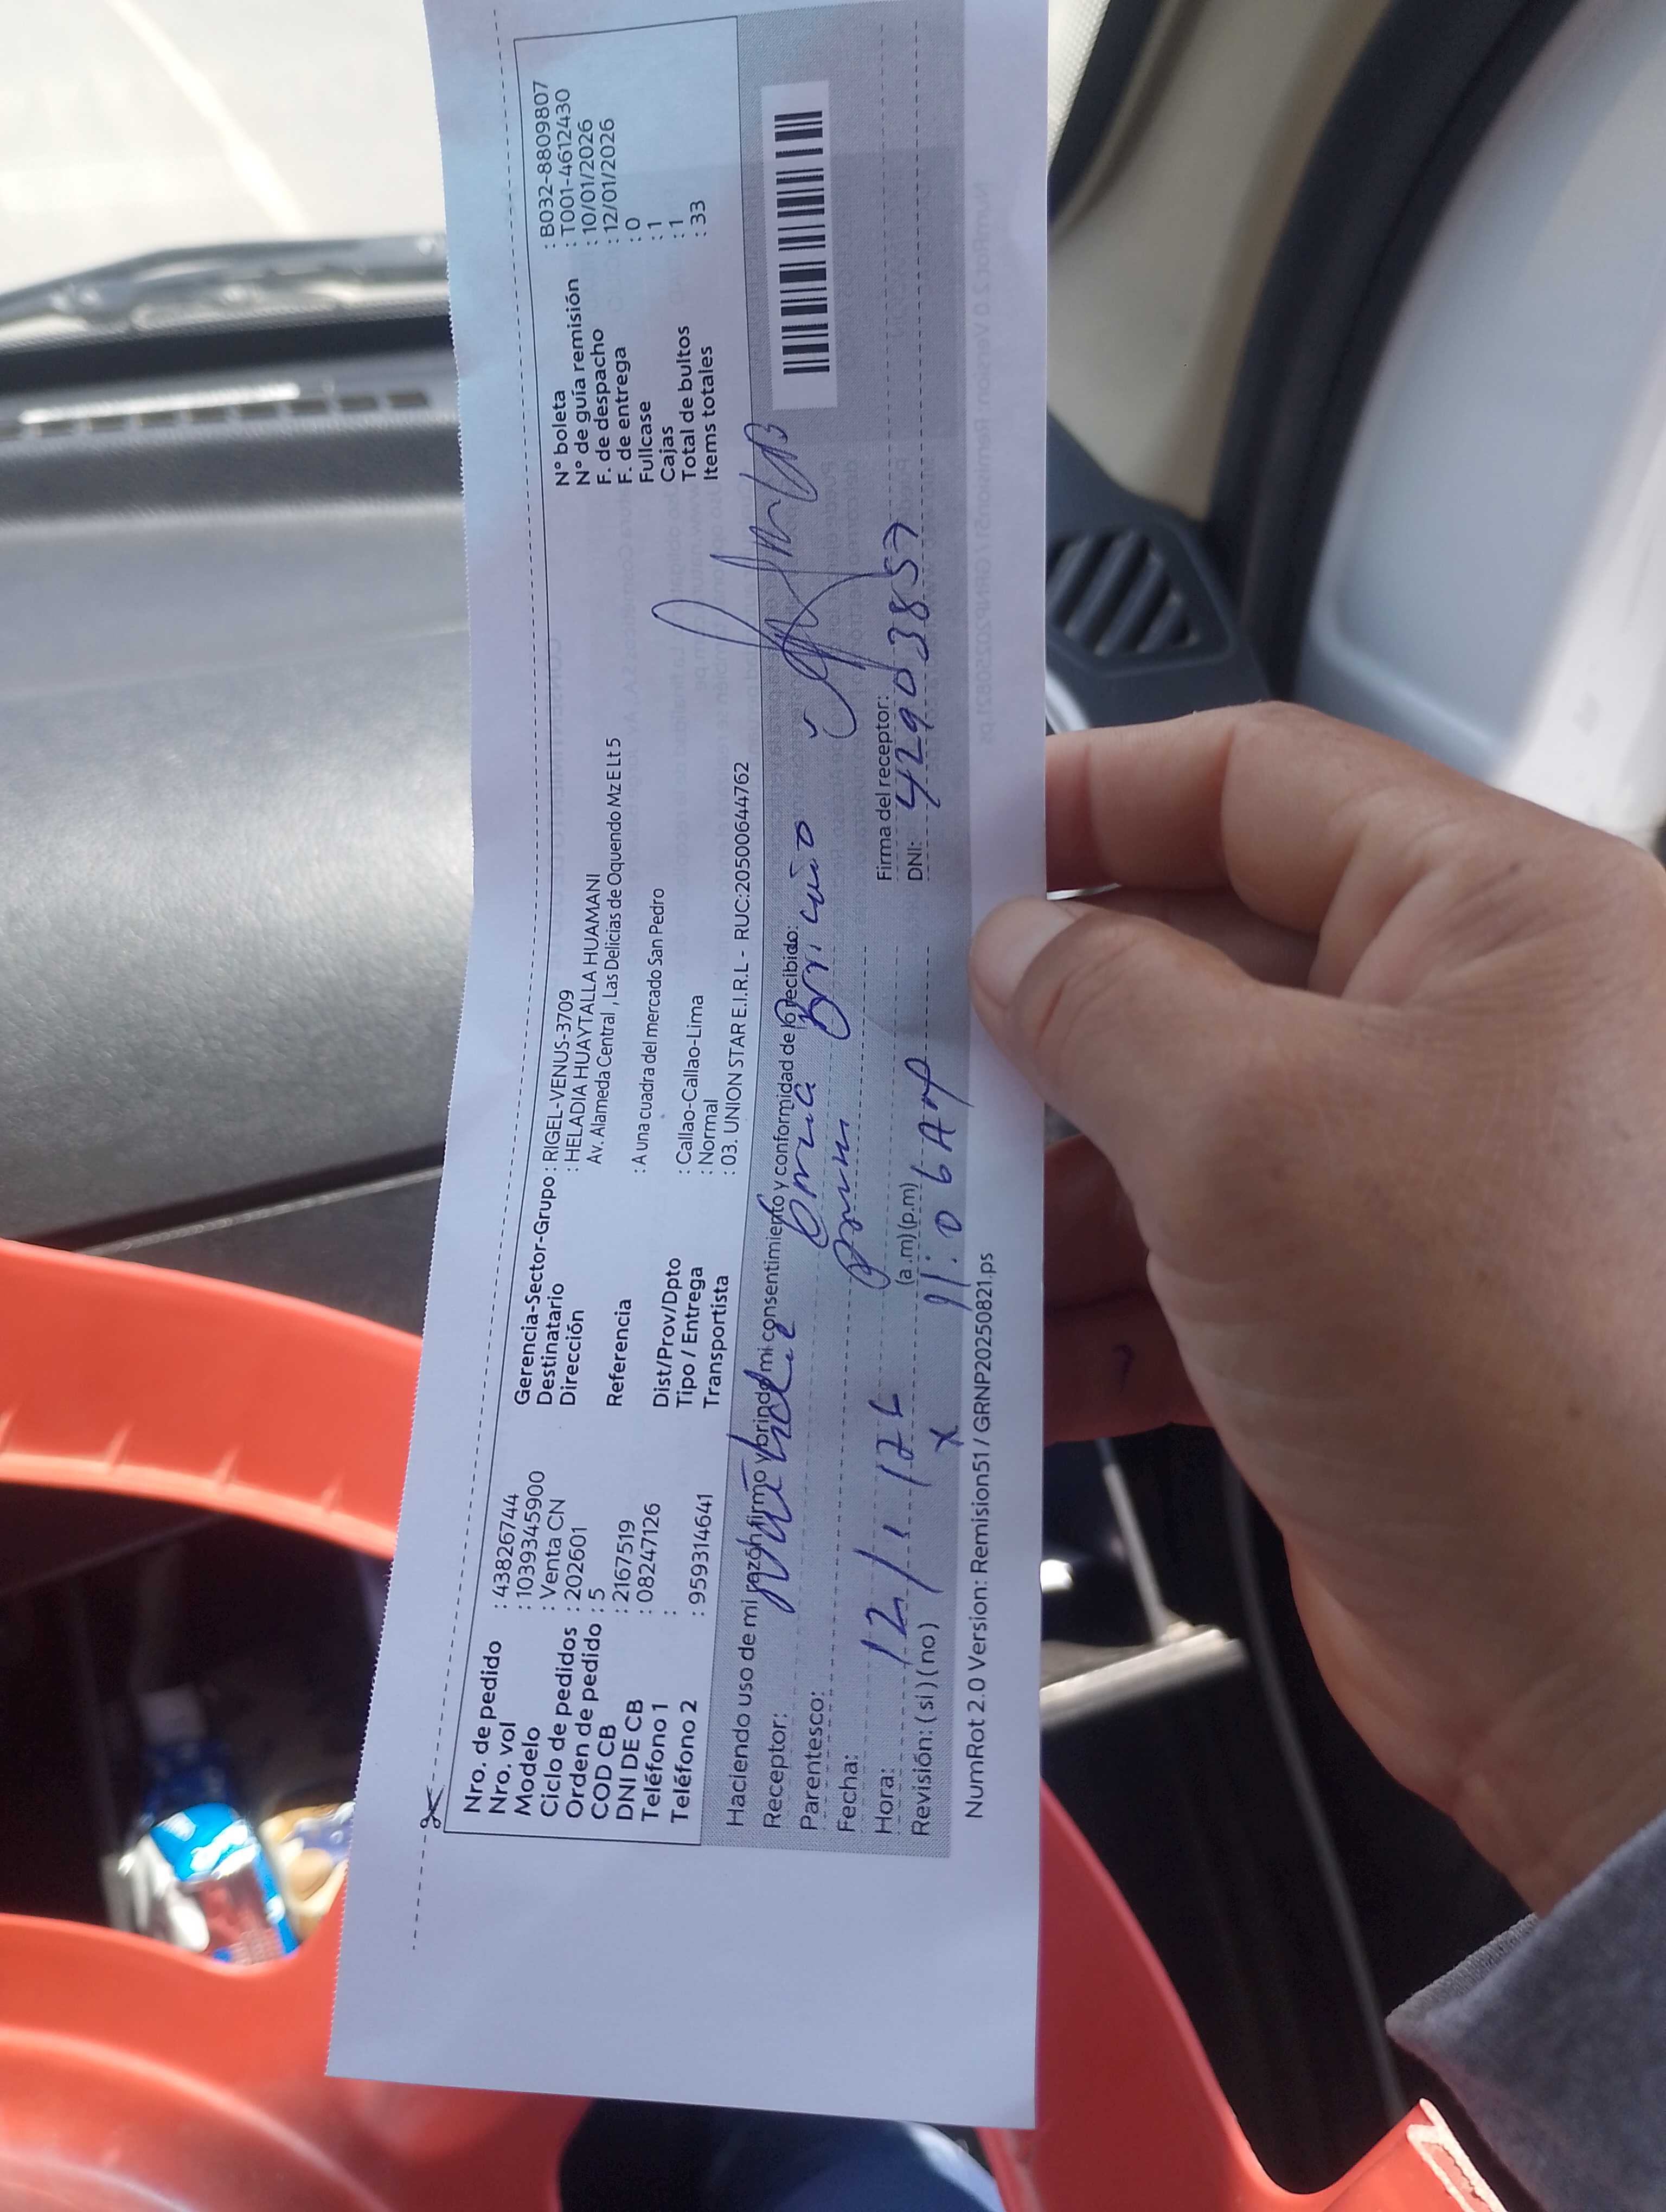 Nro. de pedido : 43826744
Nro. vol : 1039345900
Modelo : Venta CN
Ciclo de pedidos : 202601
Orden de pedido : 5
COD CB : 2167519
DNI DE CB : 08247126
Teléfono 1 :
Teléfono 2 : 959314641
Gerencia-Sector-Grupo : RIGEL-VENUS-3709
Destinatario : HELADIA HUAYTALLA HUAMANI
Dirección Av. Alameda Central , Las Delicias de Oquendo Mz E Lt 5
Referencia : A una cuadra del mercado San Pedro
Dist/Prov/Dpto : Callao-Callao-Lima
Tipo / Entrega : Normal
Transportista : 03. UNION STAR E.I.R.L - RUC:20500644762
N° boleta : B032-8809807
N° de guía remisión : T001-4612430
F. de despacho : 10/01/2026
F. de entrega : 12/01/2026
Fullcase : 0
Cajas : 1
Total de bultos : 1
Items totales : 33
Haciendo uso de mi razón firmo y brindo mi consentimiento y conformidad de lo recibido:
Receptor:
Parentesco:
Fecha: 12/1/26
Hora: (a.m) (p.m) 11:06 Am
Revisión: ( si ) ( no ) x
Firma del receptor:
DNI: 42903857
NumRot 2.0 Version: Remision51 / GRNP20250821.ps